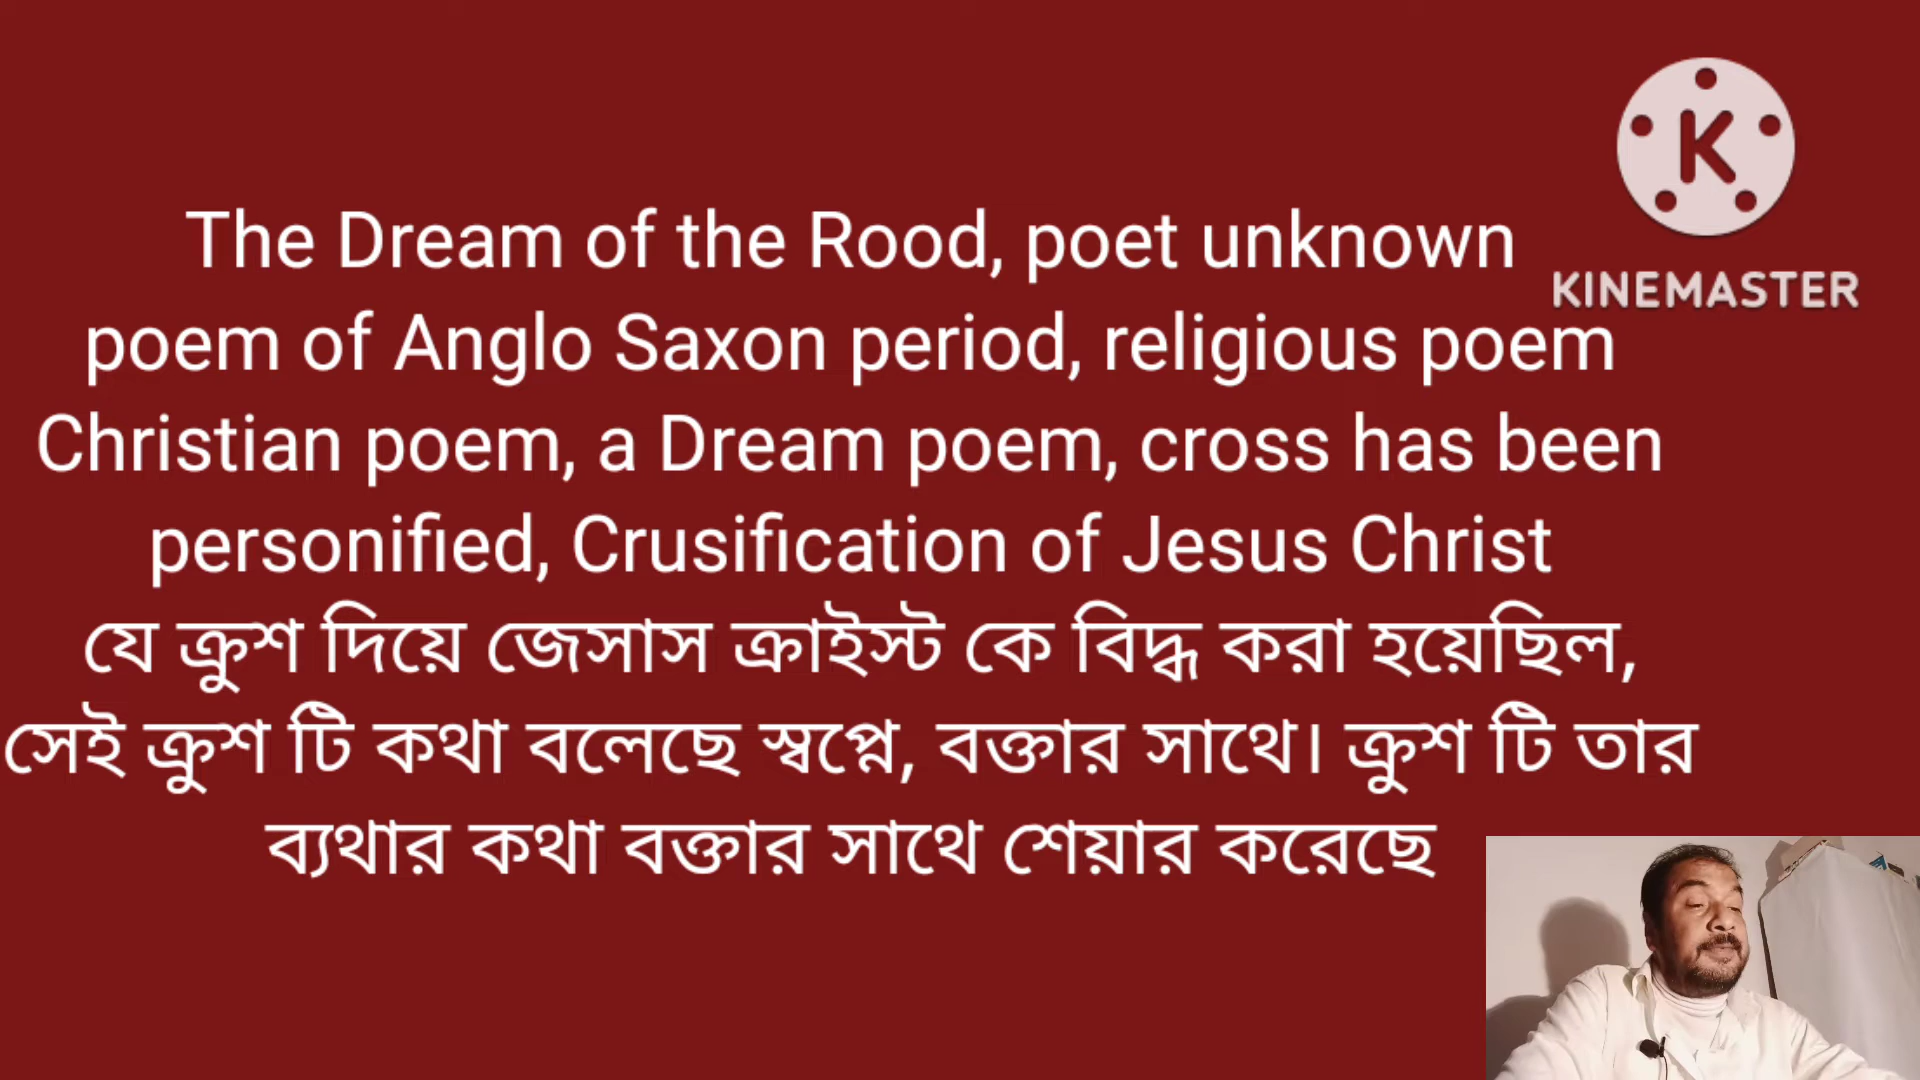 The Dream of the Rood, poet unknown
poem of Anglo Saxon period, religious poem
Christian poem, a Dream poem, cross has been
personified, Crusification of Jesus Christ
যে ক্রুশ দিয়ে জেসাস ক্রাইস্ট কে বিদ্ধ করা হয়েছিল,
সেই ক্রুশ টি কথা বলেছে স্বপ্নে, বক্তার সাথে। ক্রুশ টি তার
ব্যথার কথা বক্তার সাথে শেয়ার করেছে
K
KINEMASTER